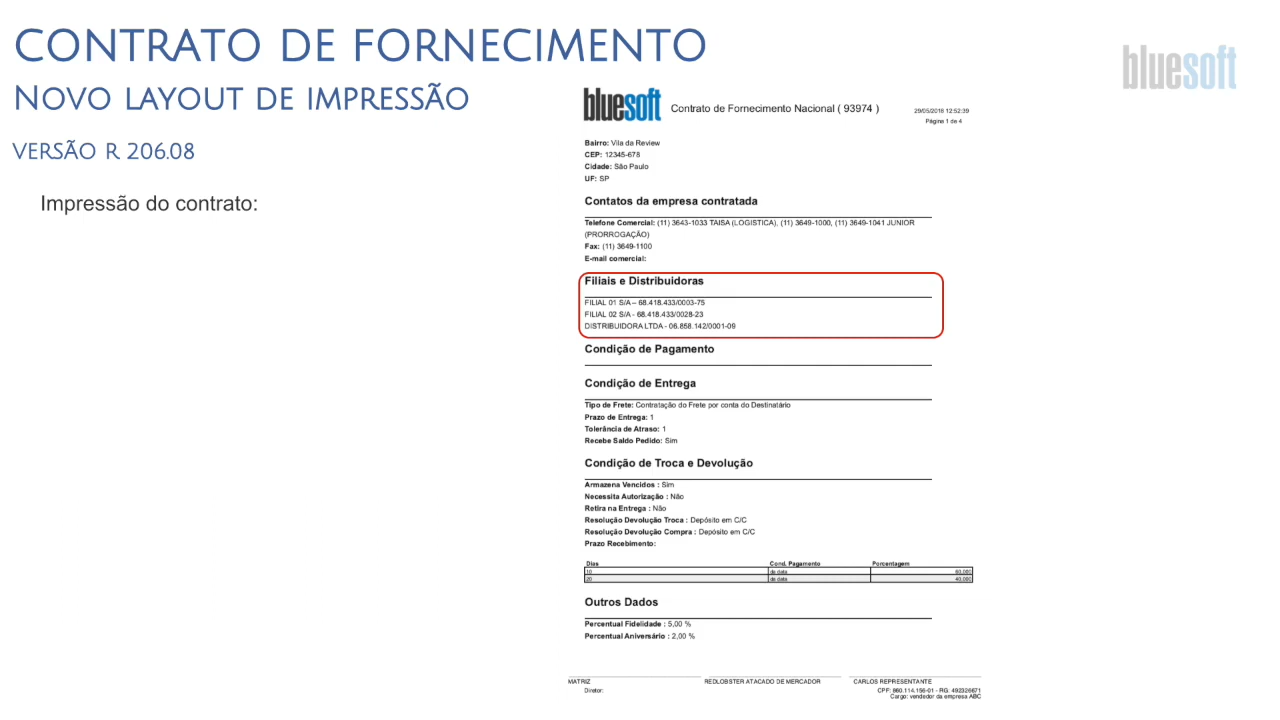 CONTRATO DE FORNECIMENTO
NOVO LAYOUT DE IMPRESSÃO
VERSÃO R 206.08
Impressão do contrato:
bluesoft
bluesoft
Contrato de Fornecimento Nacional ( 93974 )
29/05/2016 12:52:39
Página 1 de 4
Bairro: Vila da Review
CEP: 12345-678
Cidade: São Paulo
UF: SP
Contatos da empresa contratada
Telefone Comercial: (11) 3643-1033 TAISA (LOGISTICA), (11) 3649-1000, (11) 3649-1041 JUNIOR
(PRORROGAÇÃO)
Fax: (11) 3649-1100
E-mail comercial:
Filiais e Distribuidoras
FILIAL 01 S/A – 68.418.433/0003-75
FILIAL 02 S/A - 68.418.433/0028-23
DISTRIBUIDORA LTDA - 06.858.142/0001-09
Condição de Pagamento
Condição de Entrega
Tipo de Frete: Contratação do Frete por conta do Destinatário
Prazo de Entrega: 1
Tolerância de Atraso: 1
Recebe Saldo Pedido: Sim
Condição de Troca e Devolução
Armazena Vencidos : Sim
Necessita Autorização : Não
Retira na Entrega : Não
Resolução Devolução Troca : Depósito em C/C
Resolução Devolução Compra : Depósito em C/C
Prazo Recebimento:
Dias Cond. Pagamento Porcentagem
10 da data 60,000
20 da data 40,000
Outros Dados
Percentual Fidelidade : 5,00 %
Percentual Aniversário : 2,00 %
MATRIZ REDLOBSTER ATACADO DE MERCADOR CARLOS REPRESENTANTE
Diretor: CPF: 860.114.156-01 - RG: 492326671
Cargo: vendedor da empresa ABC